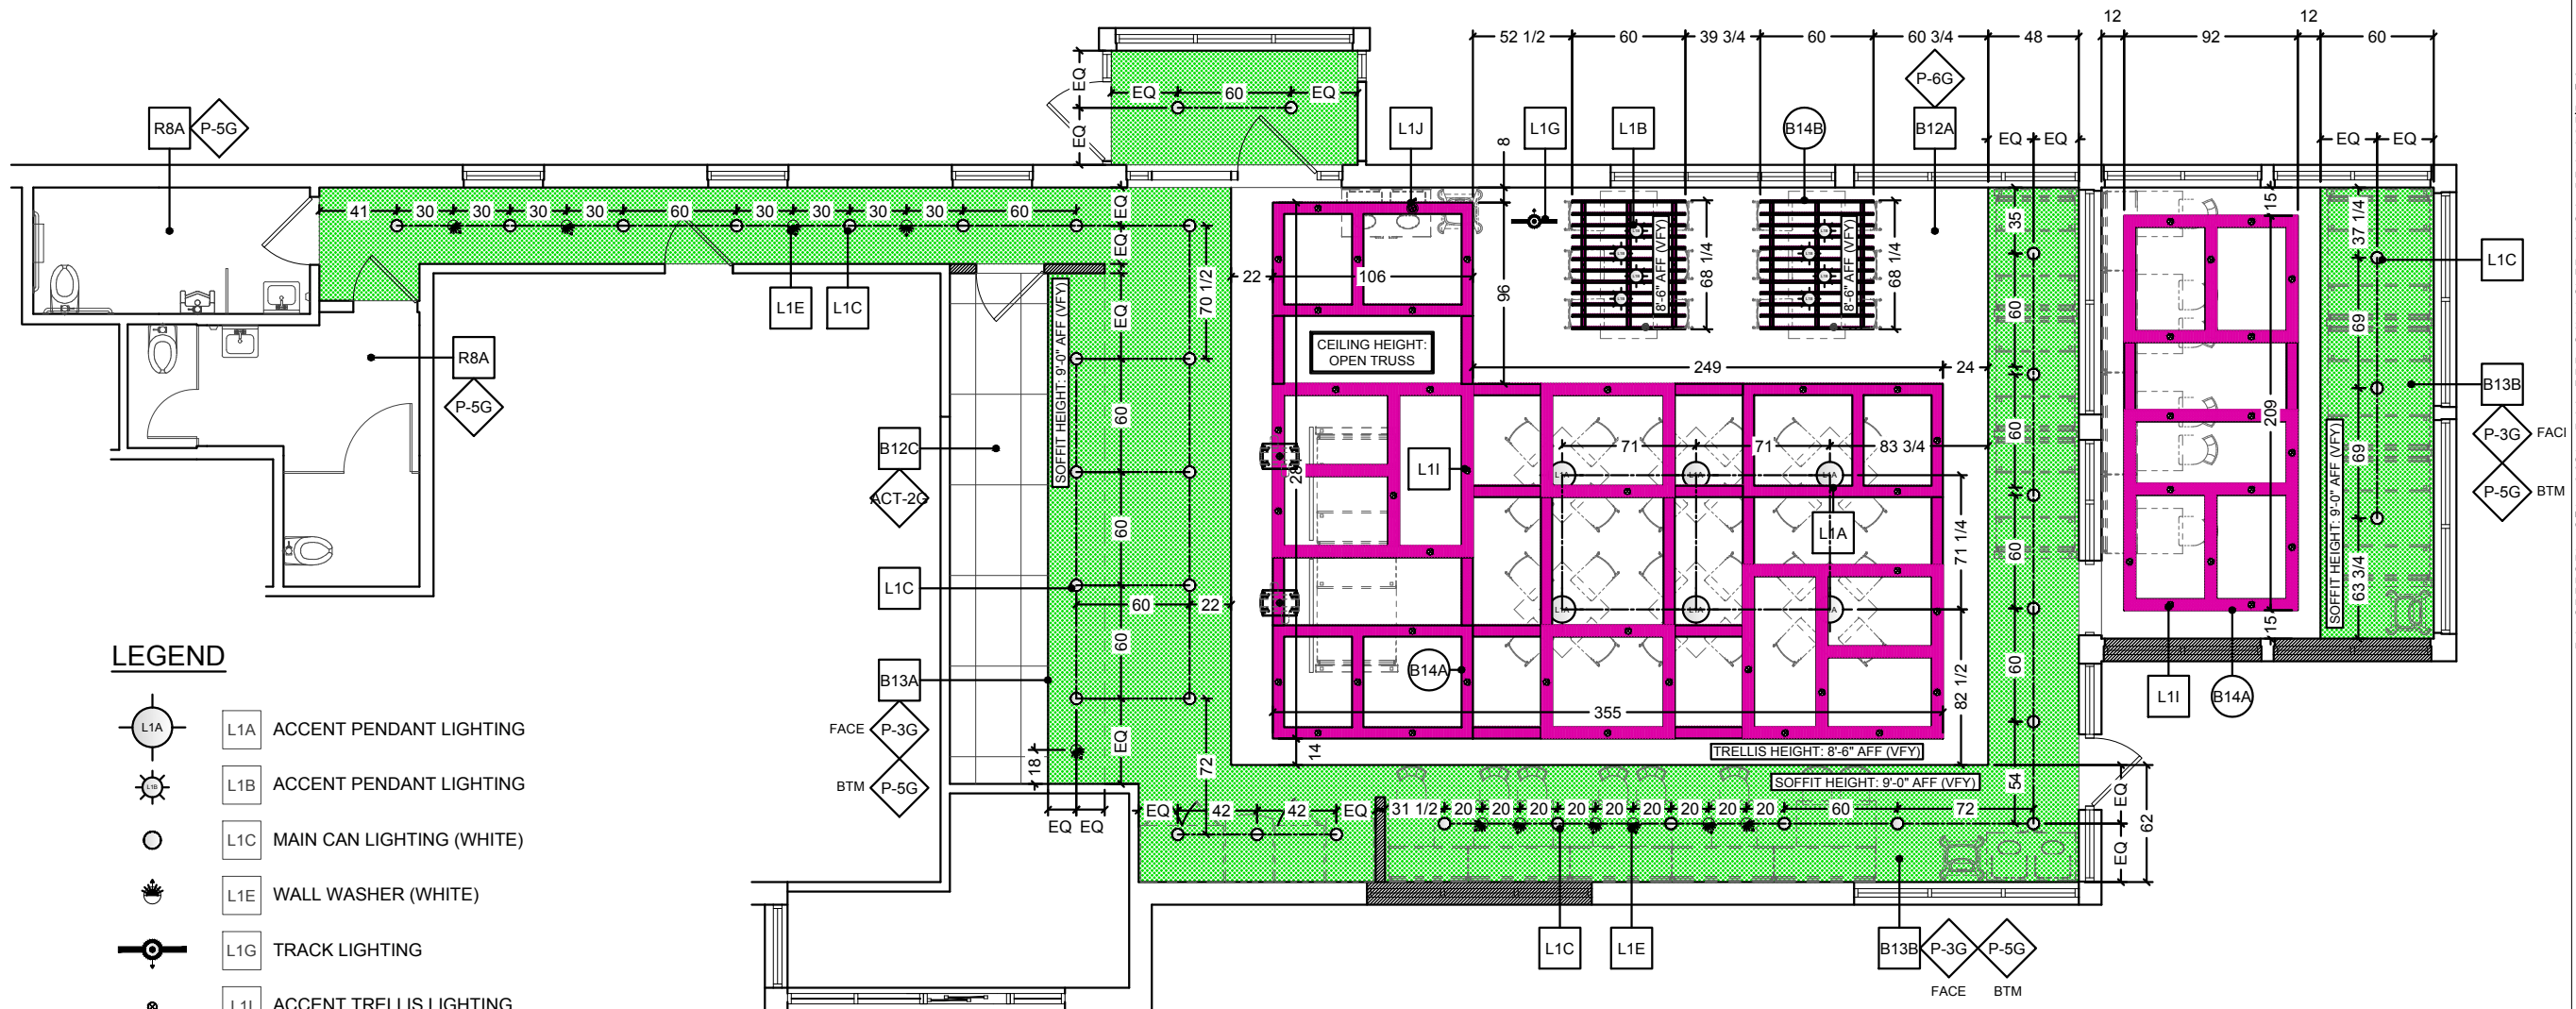 12
12
52 1/2
60
39 3/4
60
60 3/4
48
92
60
P-6G
EQ
EQ
60
EQ
EQ
R8A
P-5G
L1J
L1G
L1B
B14B
B12A
8
EQ
EQ
EQ
EQ
41
30
30
30
30
60
30
30
30
30
60
EQ
EQ
35
15
37 1/4
L1C
22
106
96
8'-6" AFF (VFY)
68 1/4
8'-6" AFF (VFY)
68 1/4
70 1/2
L1E
L1C
SOFFIT HEIGHT: 9'-0" AFF (VFY)
EQ
CEILING HEIGHT:
OPEN TRUSS
60
69
R8A
P-5G
249
24
60
60
B13B
P-3G
FACI
P-5G
BTM
209
69
B12C
ACT-2G
L1I
71
71
83 3/4
60
L1A
L1A
L1A
60
60
L1A
71 1/4
SOFFIT HEIGHT: 9'-0" AFF (VFY)
63 3/4
L1C
60
22
L1A
L1A
60
60
15
LEGEND
B13A
B14A
82 1/2
L1I
B14A
FACE
P-3G
355
L1A
L1A
ACCENT PENDANT LIGHTING
EQ
14
TRELLIS HEIGHT: 8'-6" AFF (VFY)
BTM
P-5G
18
72
SOFFIT HEIGHT: 9'-0" AFF (VFY)
54
L1B
L1B
ACCENT PENDANT LIGHTING
EQ
EQ
EQ
42
42
EQ
31 1/2
20
20
20
20
20
20
20
20
60
72
EQ
EQ
62
L1C
MAIN CAN LIGHTING (WHITE)
L1E
WALL WASHER (WHITE)
L1G
TRACK LIGHTING
L1C
L1E
B13B
P-3G
P-5G
FACE
BTM
L1I
ACCENT TRELLIS LIGHTING